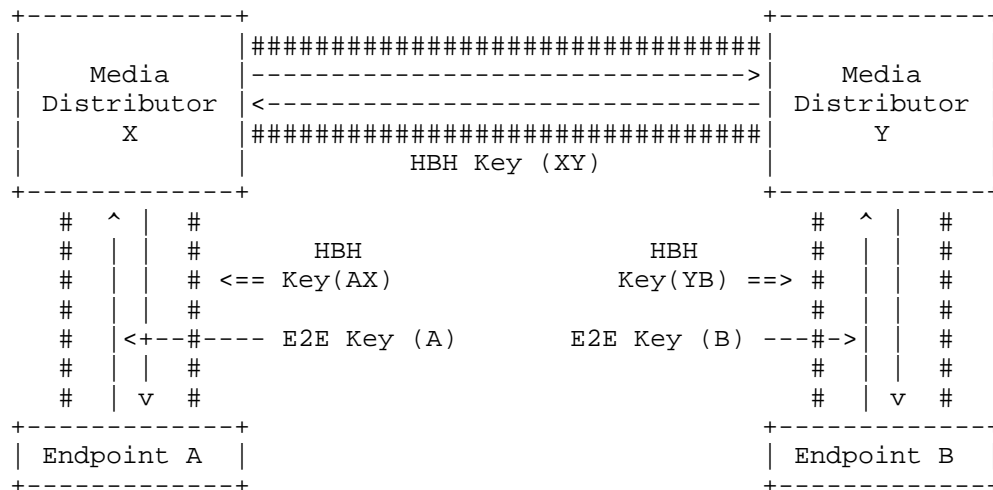 +-------------+                                +-------------
|             |################################|             
|    Media    |------------------------------->|    Media    
| Distributor |<-------------------------------| Distributor 
|      X      |################################|      Y      
|             |          HBH Key (XY)          |             
+-------------+                                +-------------
   #  ^ |  #                                      #  ^ |  #
   #  | |  #       HBH                  HBH       #  | |  #
   #  | |  # <== Key(AX)              Key(YB) ==> #  | |  #
   #  | |  #                                      #  | |  #
   #  |<+--#---- E2E Key (A)       E2E Key (B) ---#->| |  #
   #  | |  #                                      #  | |  #
   #  | v  #                                      #  | v  #
+-------------+                                +-------------
| Endpoint A  |                                | Endpoint B  
+-------------+                                +-------------